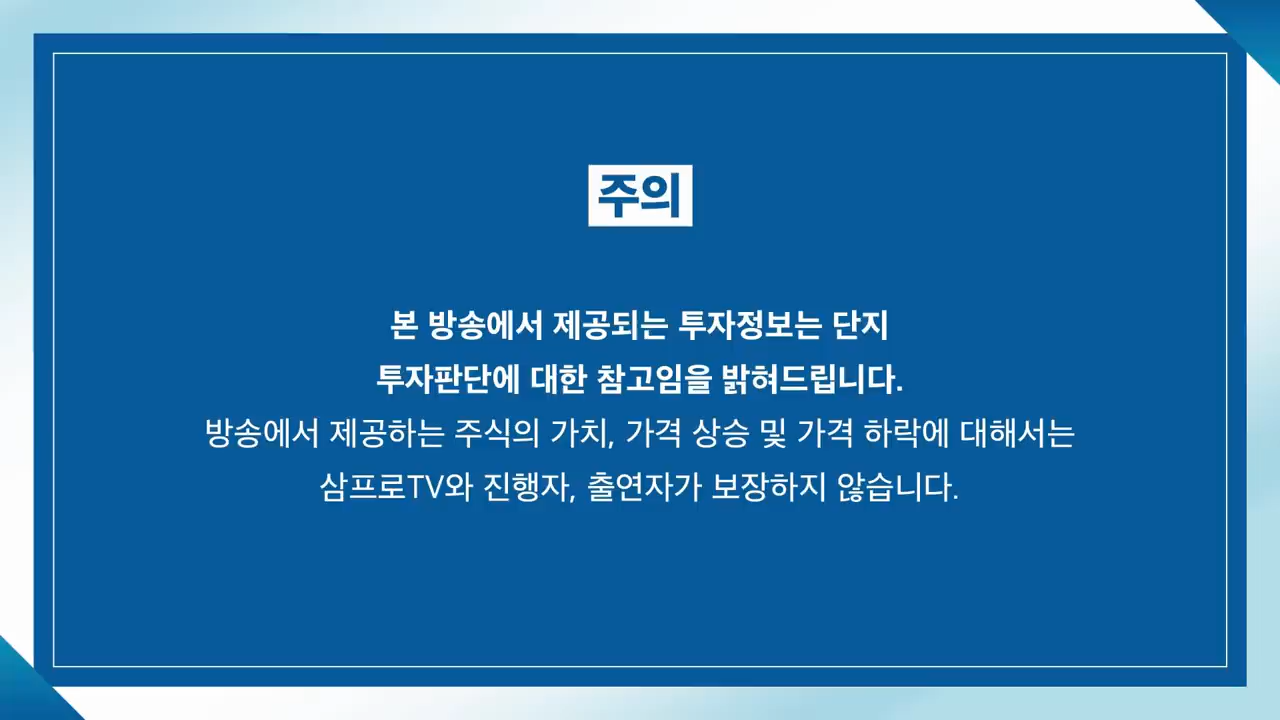 주의
본 방송에서 제공되는 투자정보는 단지
투자판단에 대한 참고임을 밝혀드립니다.
방송에서 제공하는 주식의 가치, 가격 상승 및 가격 하락에 대해서는
삼프로TV와 진행자, 출연자가 보장하지 않습니다.